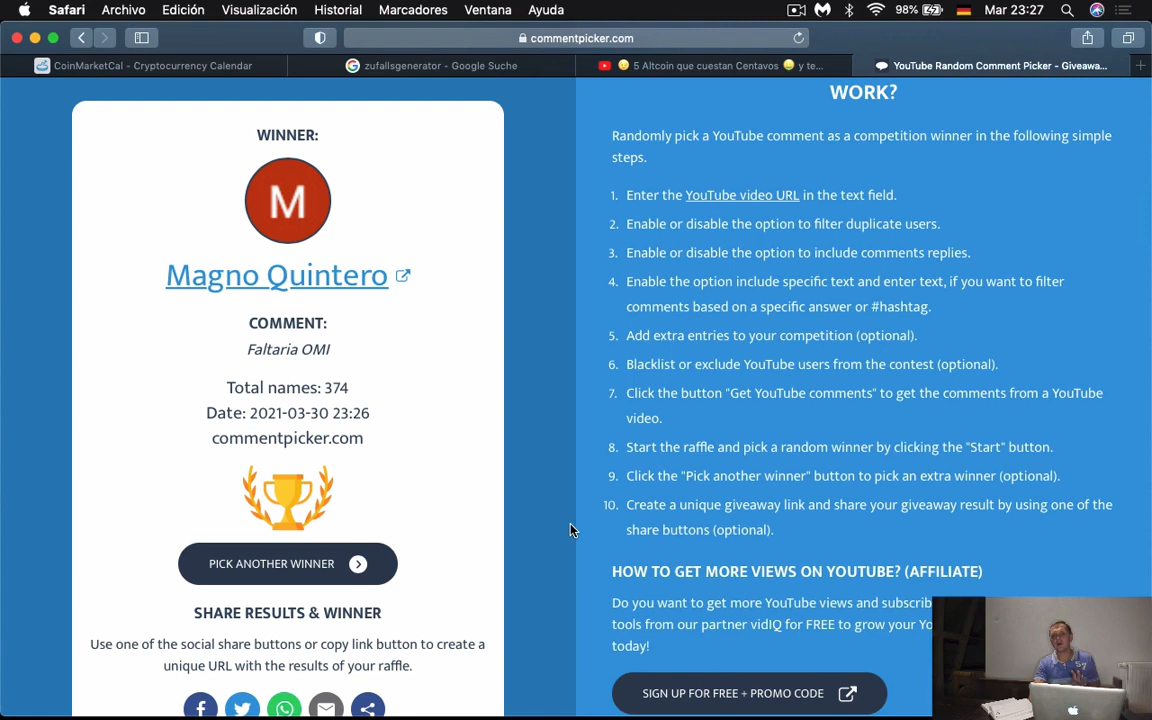 Safari Archivo Edición Visualización Historial Marcadores Ventana Ayuda 98% Mar 23:27
commentpicker.com
CoinMarketCal - Cryptocurrency Calendar
zufallsgenerator - Google Suche
5 Altcoin que cuestan Centavos 🤑 y te...
YouTube Random Comment Picker - Giveawa...
WINNER:
M
Magno Quintero
COMMENT:
Faltaria OMI
Total names: 374
Date: 2021-03-30 23:26
commentpicker.com
PICK ANOTHER WINNER
SHARE RESULTS & WINNER
Use one of the social share buttons or copy link button to create a
unique URL with the results of your raffle.
WORK?
Randomly pick a YouTube comment as a competition winner in the following simple
steps.
1. Enter the YouTube video URL in the text field.
2. Enable or disable the option to filter duplicate users.
3. Enable or disable the option to include comments replies.
4. Enable the option include specific text and enter text, if you want to filter
comments based on a specific answer or #hashtag.
5. Add extra entries to your competition (optional).
6. Blacklist or exclude YouTube users from the contest (optional).
7. Click the button "Get YouTube comments" to get the comments from a YouTube
video.
8. Start the raffle and pick a random winner by clicking the "Start" button.
9. Click the "Pick another winner" button to pick an extra winner (optional).
10. Create a unique giveaway link and share your giveaway result by using one of the
share buttons (optional).
HOW TO GET MORE VIEWS ON YOUTUBE? (AFFILIATE)
Do you want to get more YouTube views and subscrib
tools from our partner vidIQ for FREE to grow your Yo
today!
SIGN UP FOR FREE + PROMO CODE